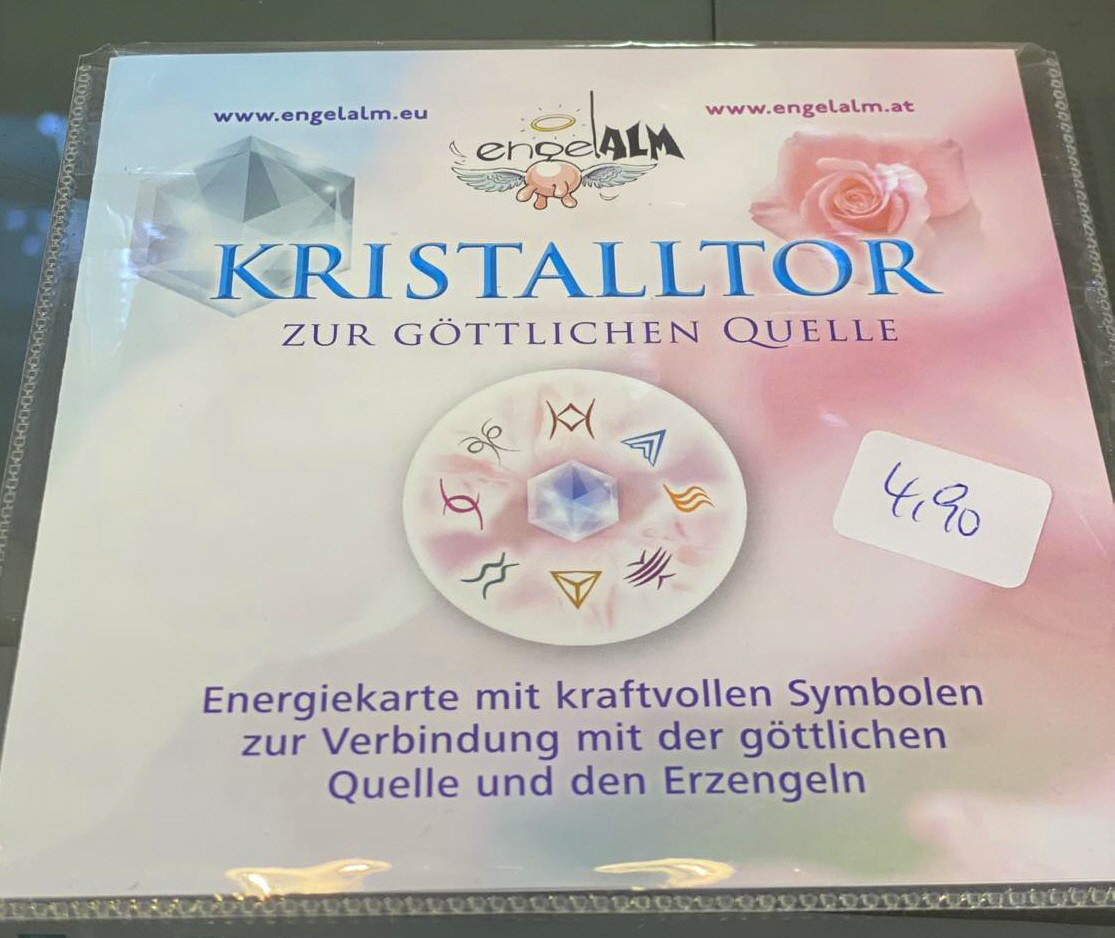 www.engelalm.eu
www.engelalm.at
engelALM
KRISTALLTOR
ZUR GÖTTLICHEN QUELLE
4,90
Energiekarte mit kraftvollen Symbolen
zur Verbindung mit der göttlichen
Quelle und den Erzengeln